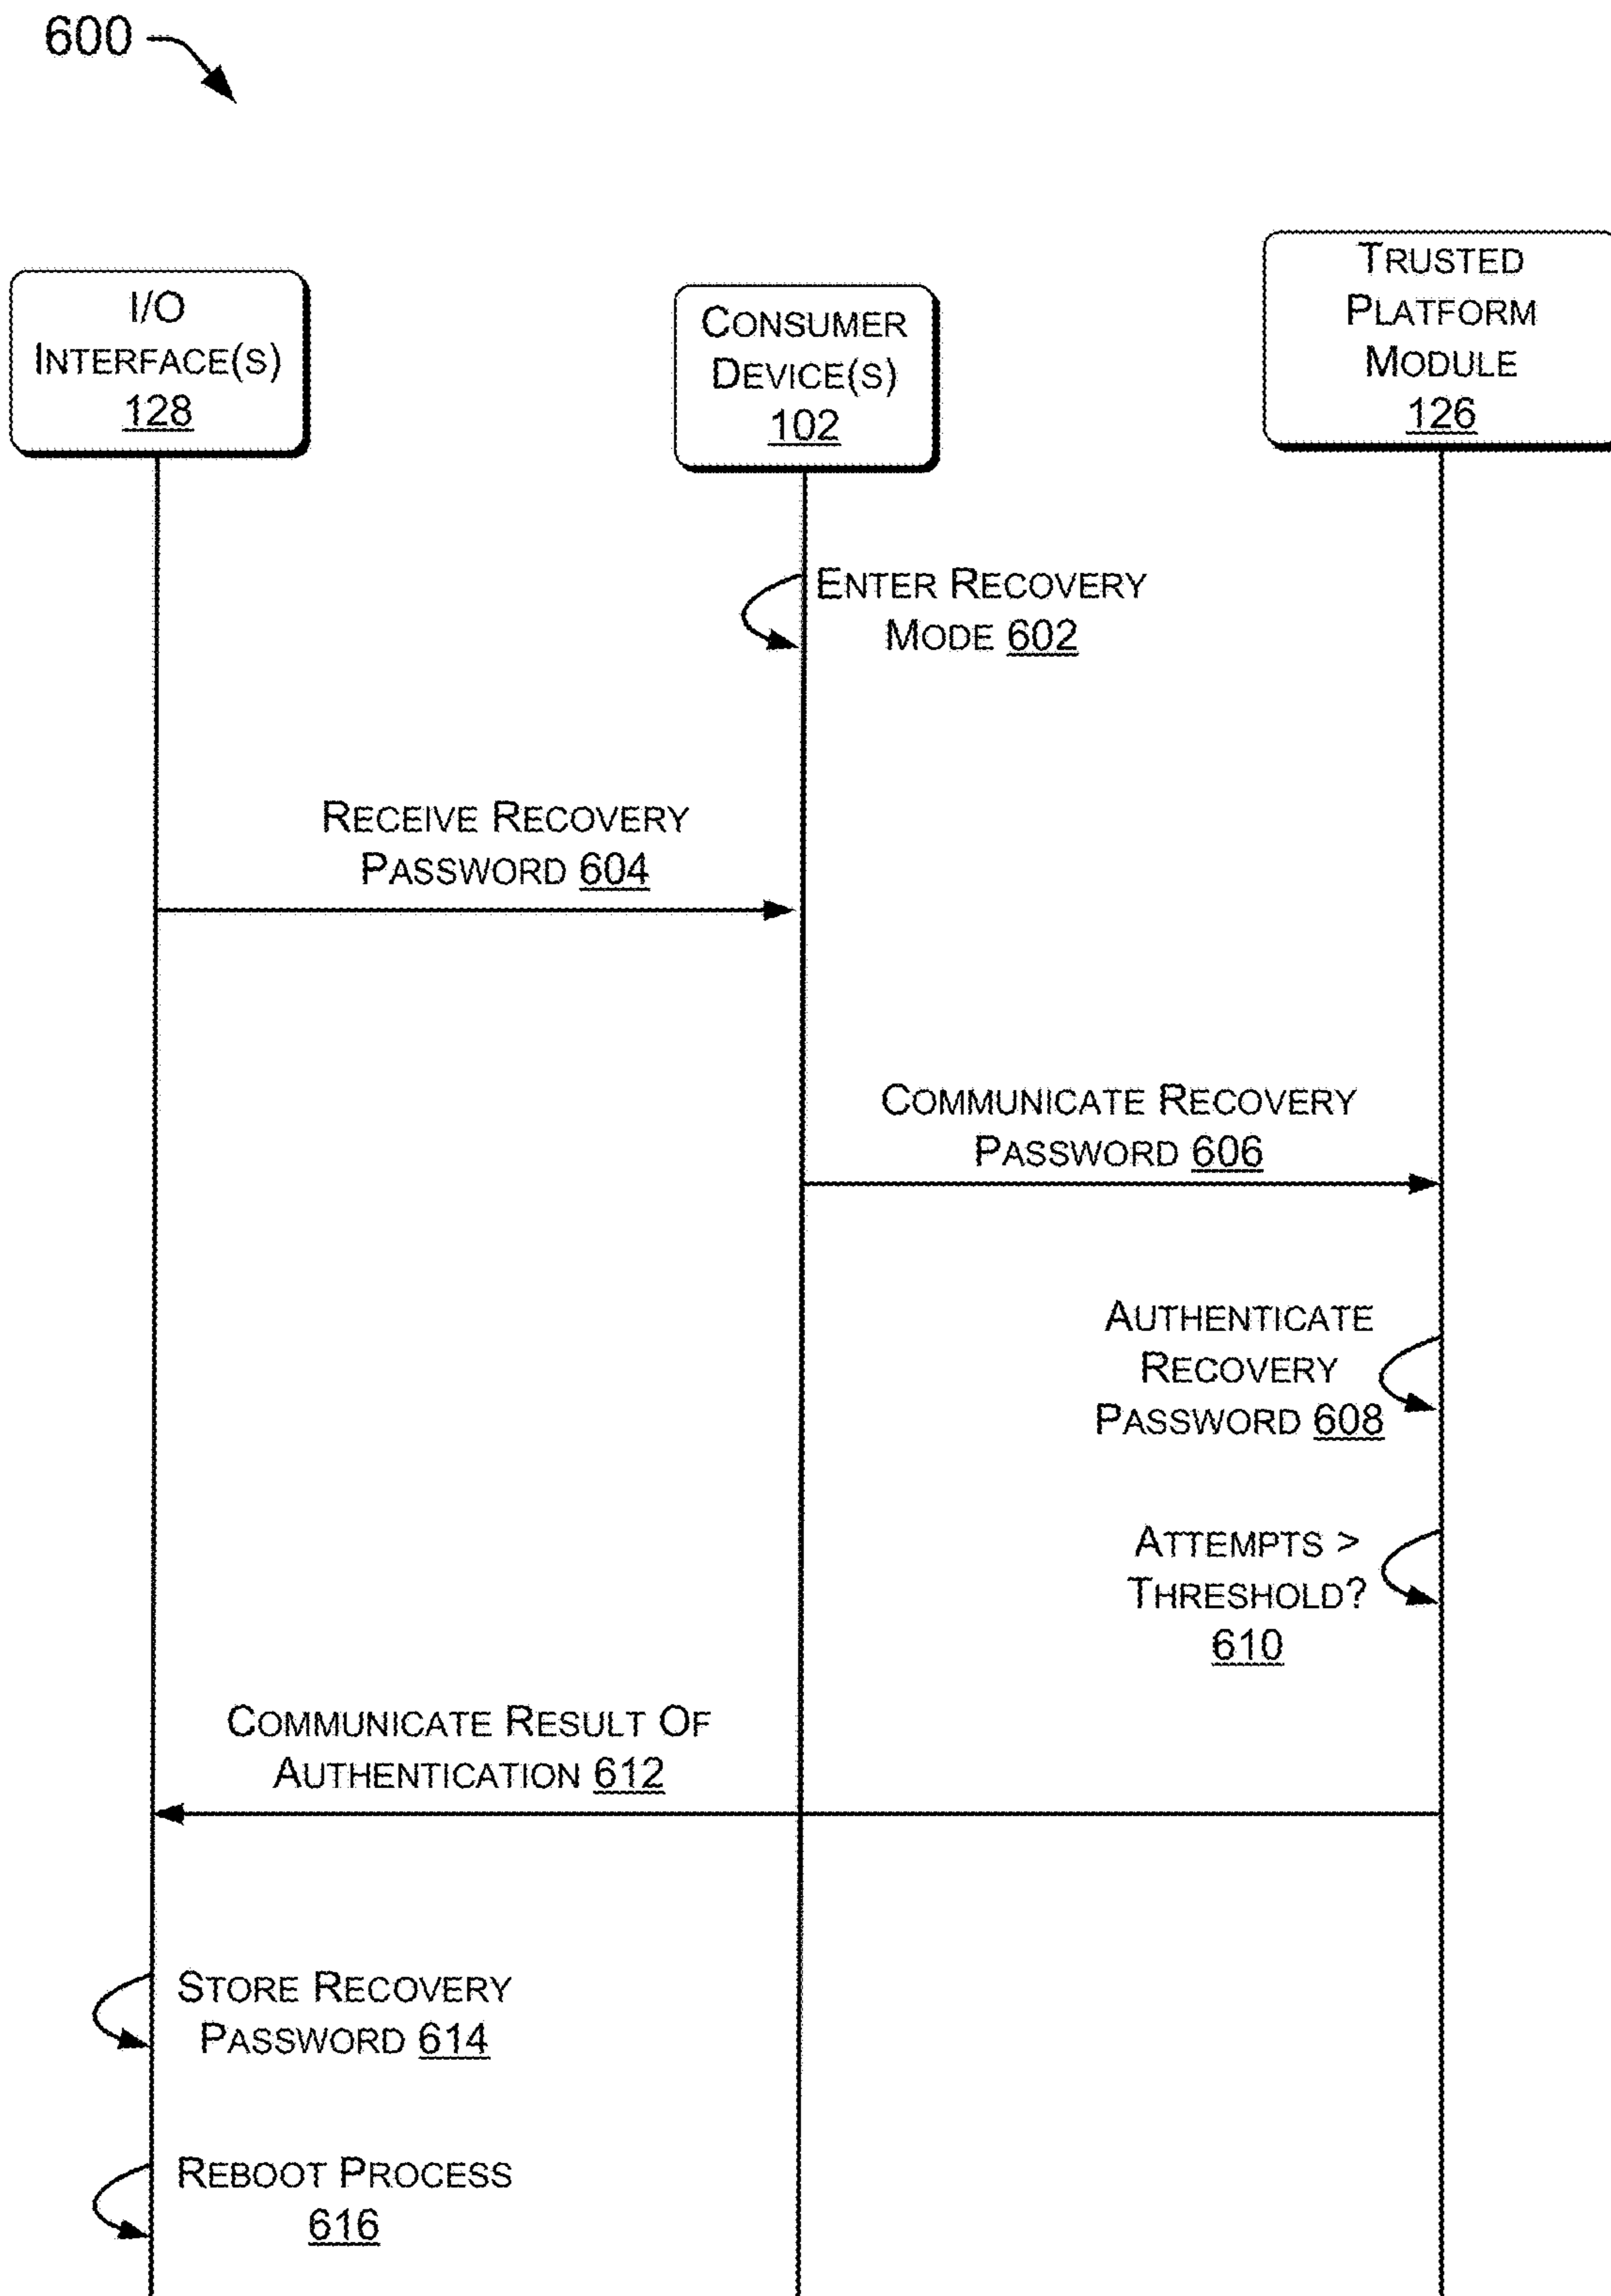 600
I/O
INTERFACE(S)
128
CONSUMER
DEVICE(S)
102
TRUSTED
PLATFORM
MODULE
126
ENTER RECOVERY
MODE 602
RECEIVE RECOVERY
PASSWORD 604
COMMUNICATE RECOVERY
PASSWORD 606
AUTHENTICATE
RECOVERY
PASSWORD 608
ATTEMPTS >
THRESHOLD?
610
COMMUNICATE RESULT OF
AUTHENTICATION 612
STORE RECOVERY
PASSWORD 614
REBOOT PROCESS
616